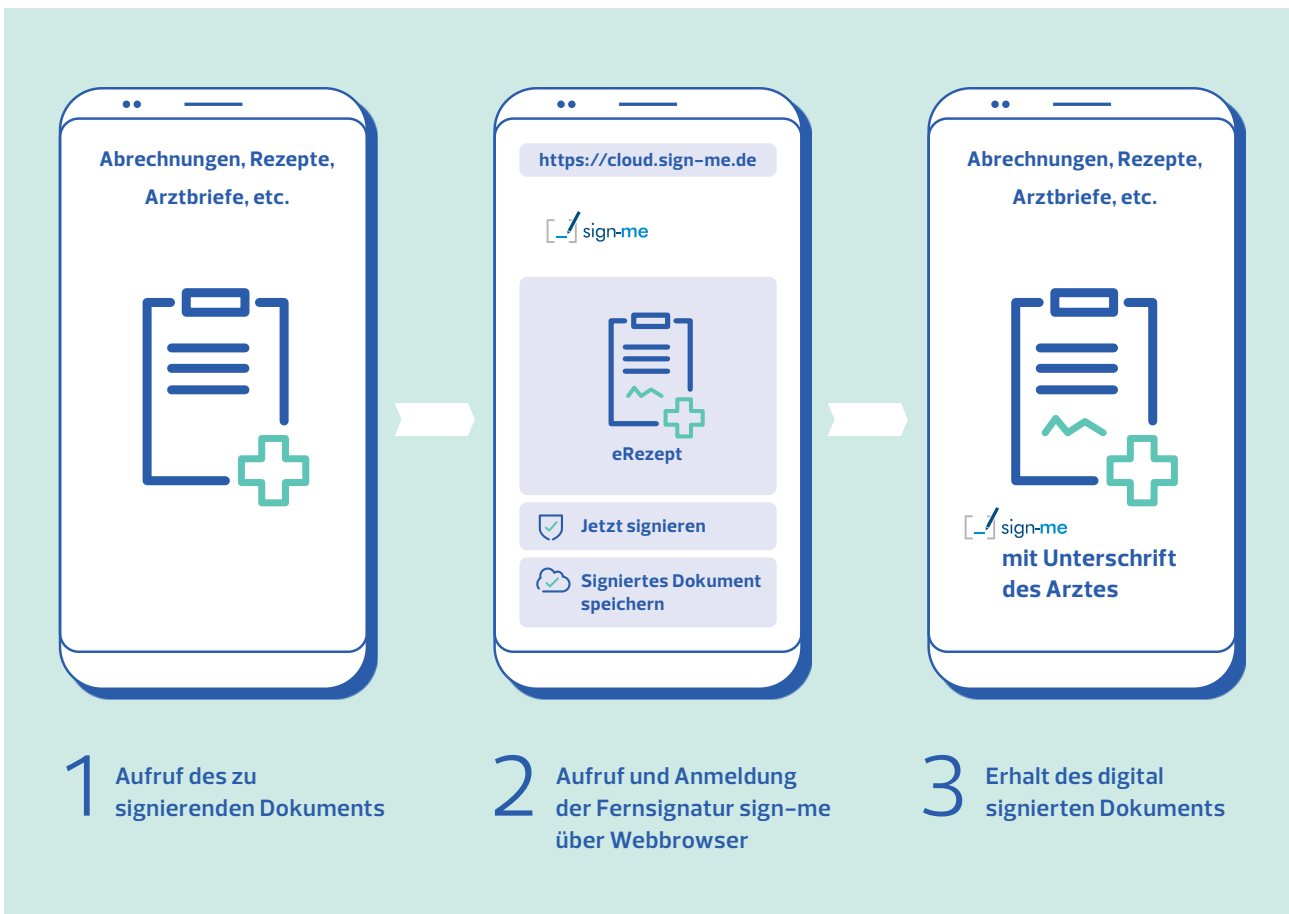 Abrechnungen, Rezepte,
Arztbriefe, etc.
https://cloud.sign-me.de
sign-me
eRezept
Jetzt signieren
Signiertes Dokument
speichern
Abrechnungen, Rezepte,
Arztbriefe, etc.
sign-me
mit Unterschrift
des Arztes
1 Aufruf des zu
signierenden Dokuments
2 Aufruf und Anmeldung
der Fernsignatur sign-me
über Webbrowser
3 Erhalt des digital
signierten Dokuments